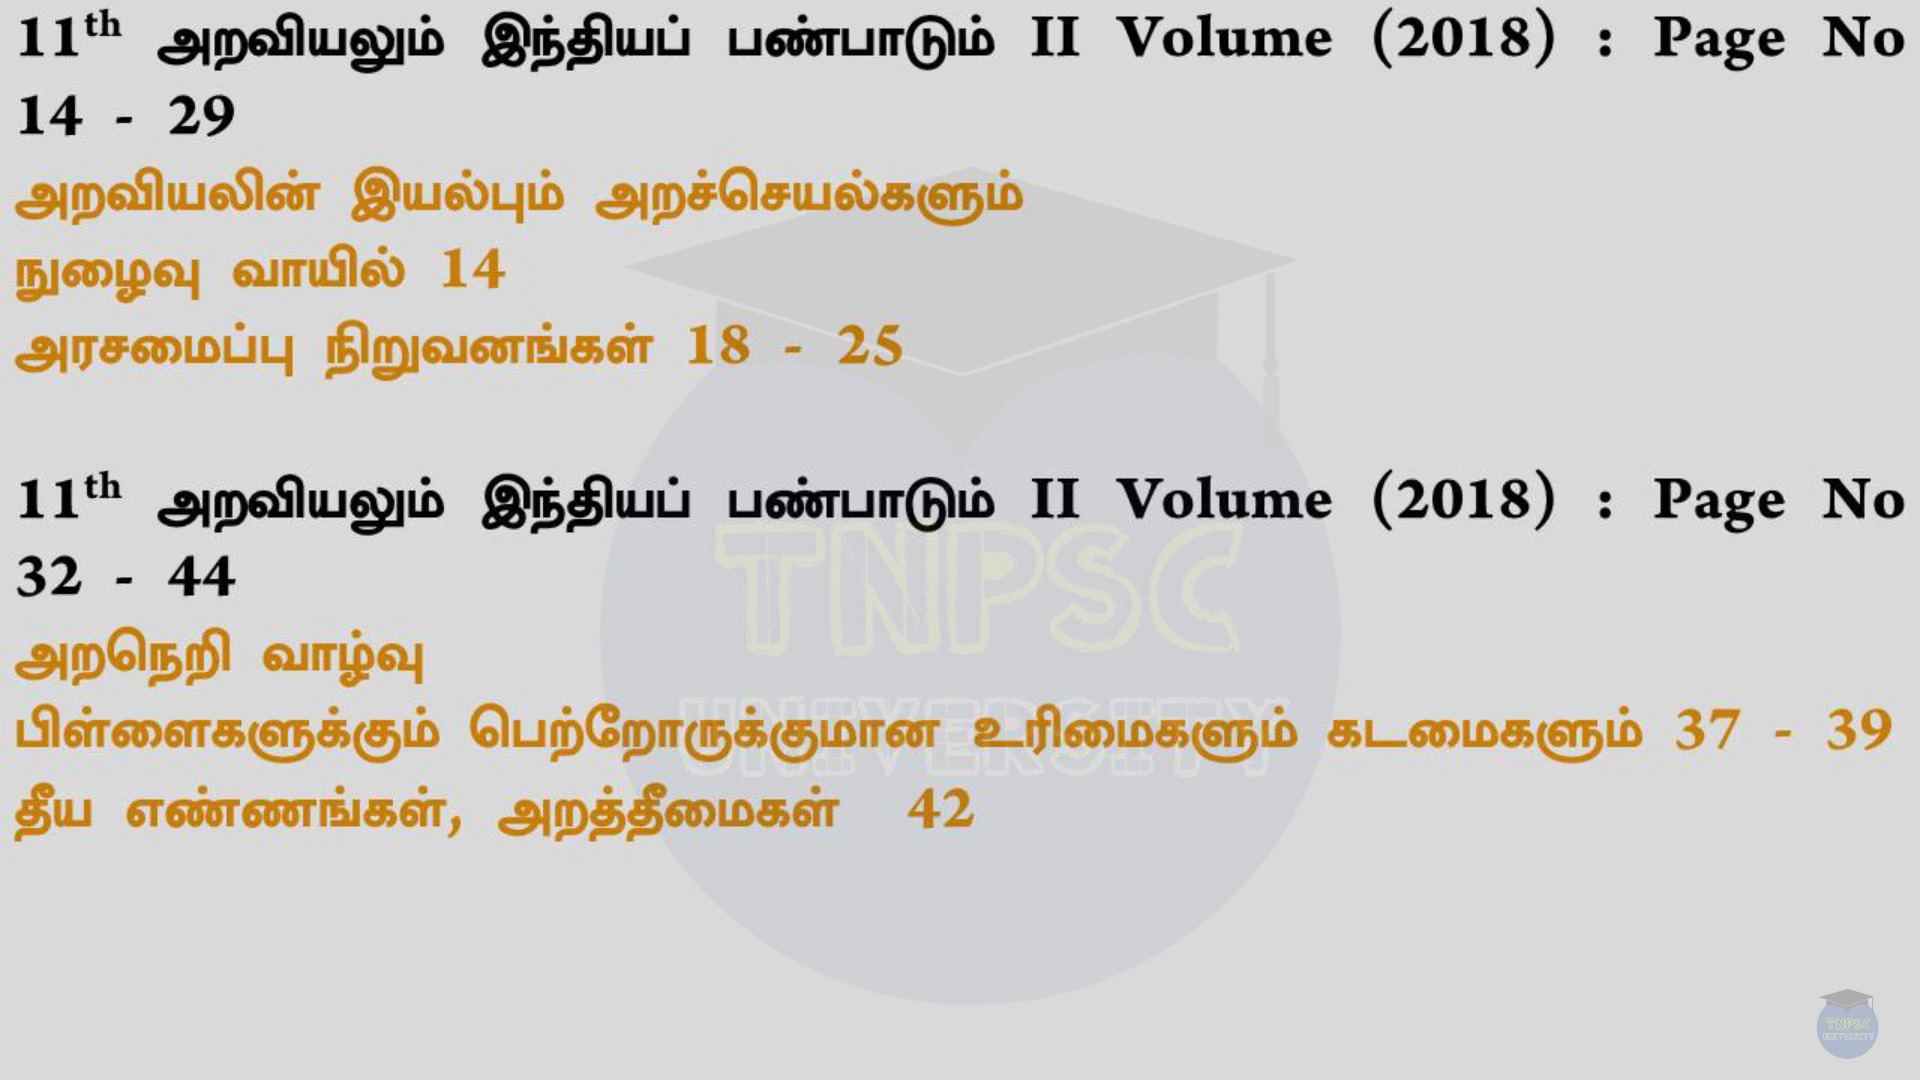 11th அறவியலும் இந்தியப் பண்பாடும் II Volume (2018) : Page No
14 - 29
அறவியலின் இயல்பும் அறச்செயல்களும்
நுழைவு வாயில் 14
அரசமைப்பு நிறுவனங்கள் 18 - 25
11th அறவியலும் இந்தியப் பண்பாடும் II Volume (2018) : Page No
32 - 44
அறநெறி வாழ்வு
பிள்ளைகளுக்கும் பெற்றோருக்குமான உரிமைகளும் கடமைகளும் 37 - 39
தீய எண்ணங்கள், அறத்தீமைகள் 42
TNPSC
UNIVERSITY
TNPSC
UNIVERSITY